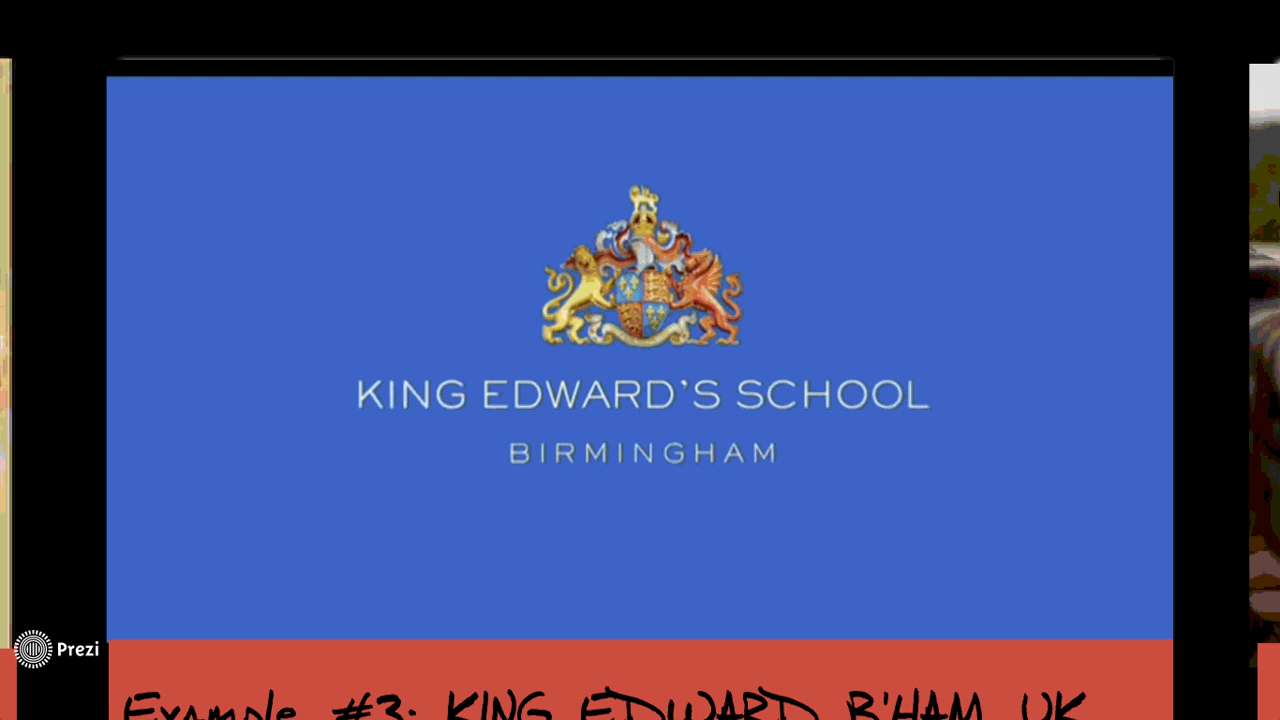 KING EDWARD'S SCHOOL
BIRMINGHAM
Prezi
Example #3: KING EDWARD B'HAM UK